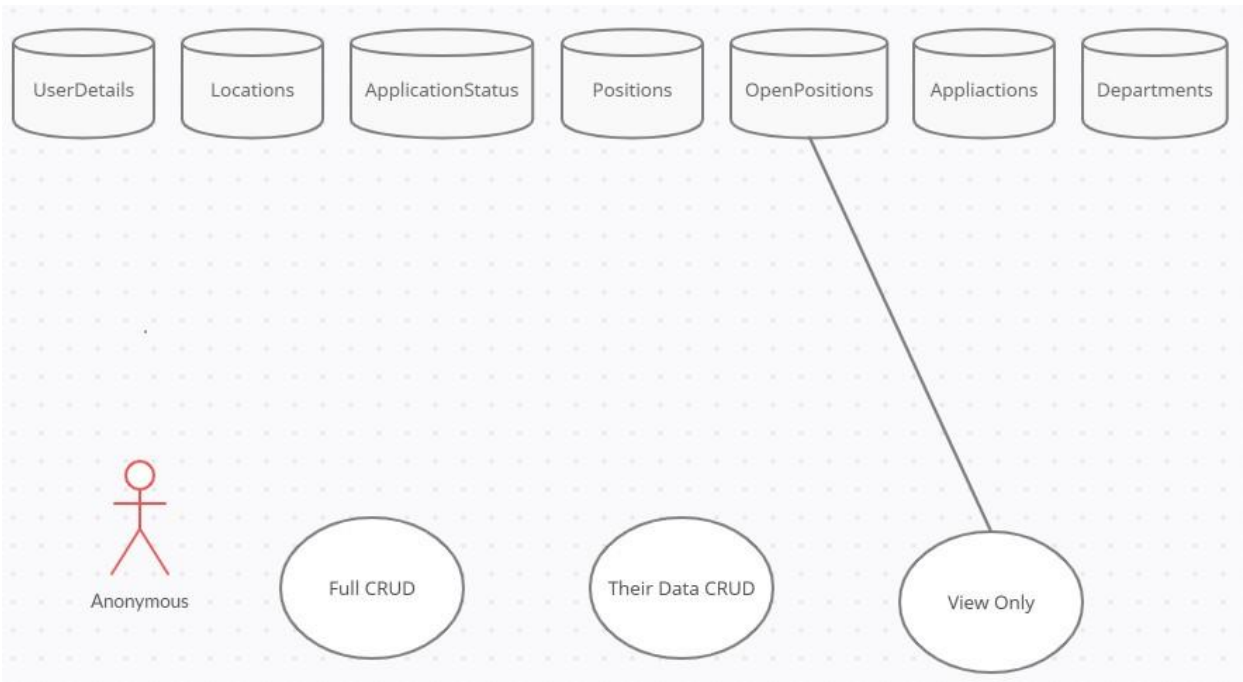 UserDetails
Locations
ApplicationStatus
Positions
OpenPositions
Appliactions
Departments
Anonymous
Full CRUD
Their Data CRUD
View Only